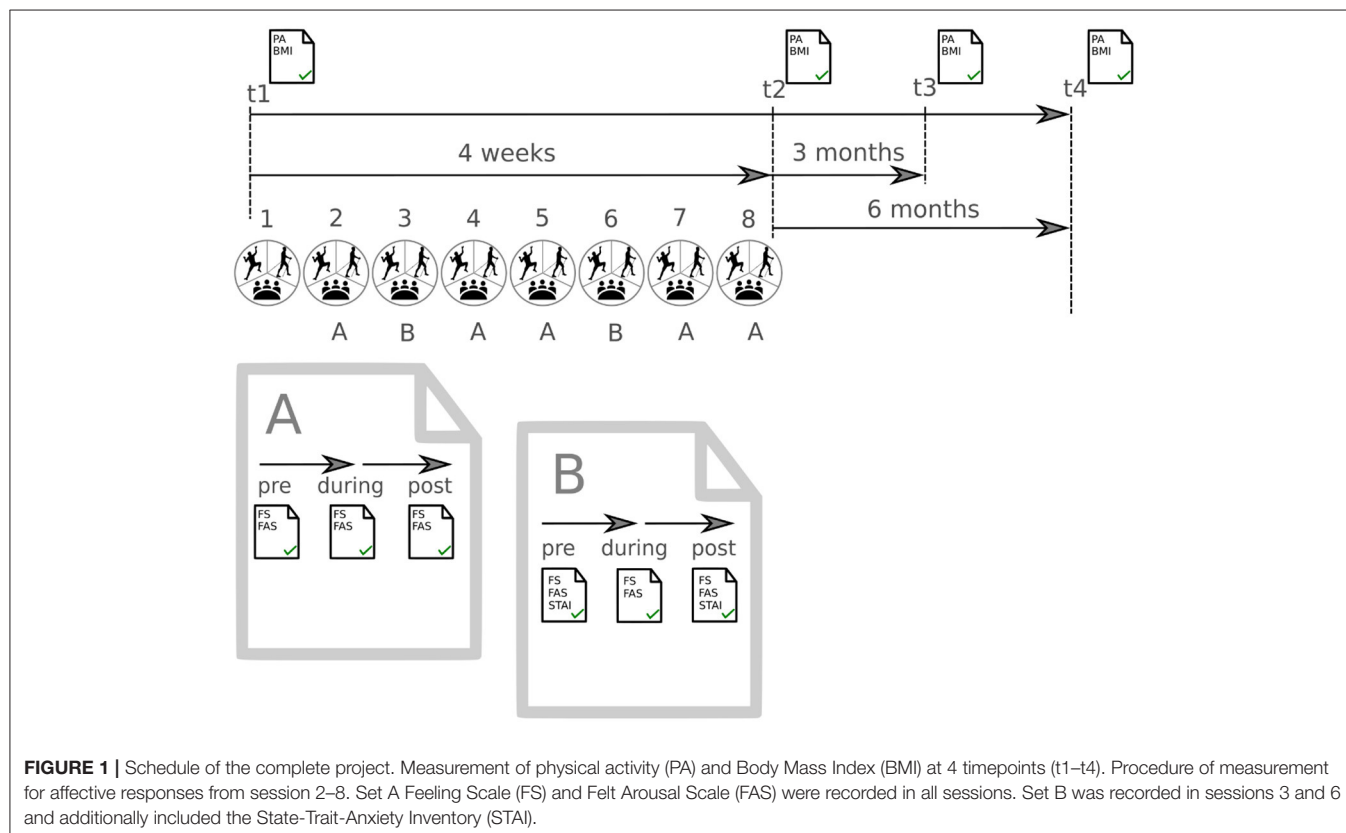 PA PA PA PA
BMI BMI BMI BMI
t1 t2 t3 t4
4 weeks 3 months
1 2 3 4 5 6 7 8 6 months
A B A A B A A
A
pre during post
FS FS FS
FAS FAS FAS
B
pre during post
FS FS FS
FAS FAS FAS
STAI STAI
FIGURE 1 | Schedule of the complete project. Measurement of physical activity (PA) and Body Mass Index (BMI) at 4 timepoints (t1–t4). Procedure of measurement
for affective responses from session 2–8. Set A Feeling Scale (FS) and Felt Arousal Scale (FAS) were recorded in all sessions. Set B was recorded in sessions 3 and 6
and additionally included the State-Trait-Anxiety Inventory (STAI).